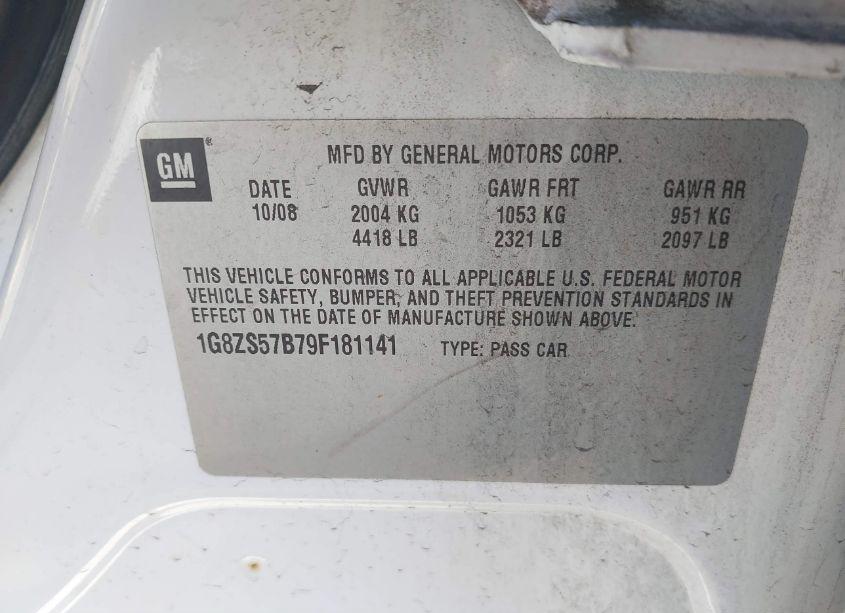 GM
MFD BY GENERAL MOTORS CORP.
DATE GVWR GAWR FRT GAWR RR
10/08 2004 KG 1053 KG 951 KG
4418 LB 2321 LB 2097 LB
THIS VEHICLE CONFORMS TO ALL APPLICABLE U.S. FEDERAL MOTOR
VEHICLE SAFETY, BUMPER, AND THEFT PREVENTION STANDARDS IN
EFFECT ON THE DATE OF MANUFACTURE SHOWN ABOVE.
1G8ZS57B79F181141 TYPE: PASS CAR